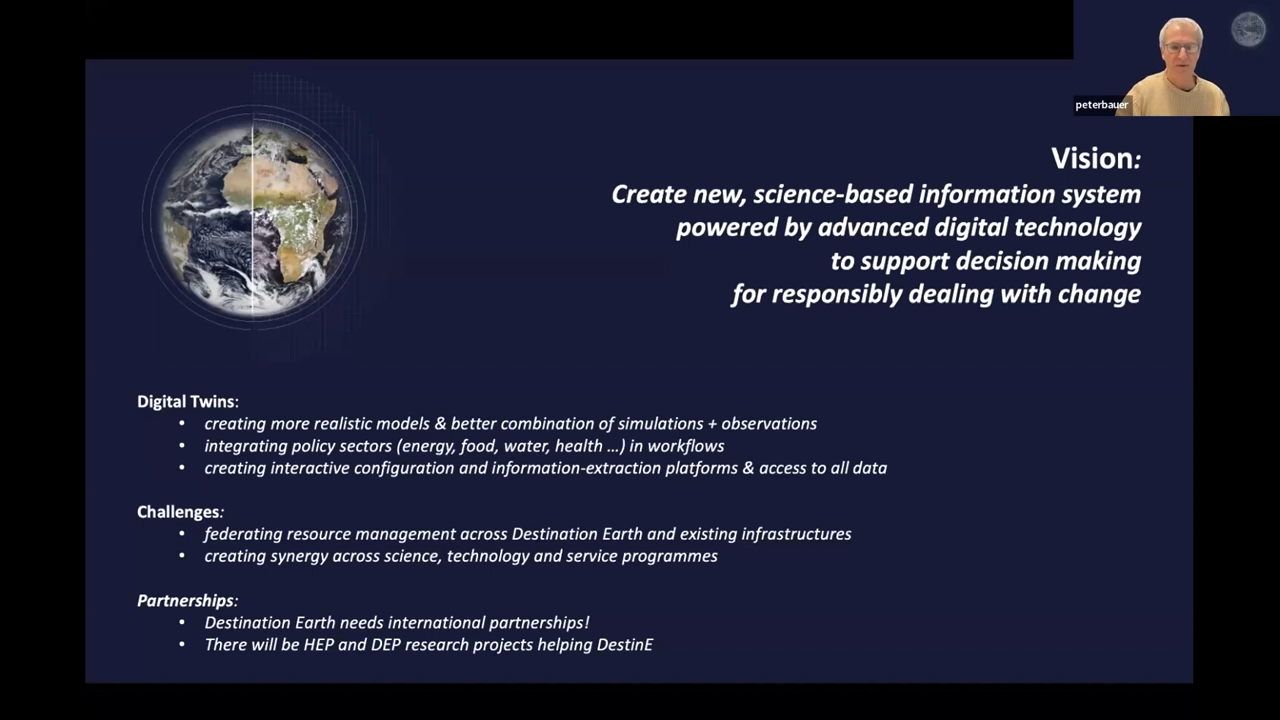 peterbauer
Vision:
Create new, science-based information system
powered by advanced digital technology
to support decision making
for responsibly dealing with change
Digital Twins:
• creating more realistic models & better combination of simulations + observations
• integrating policy sectors (energy, food, water, health ...) in workflows
• creating interactive configuration and information-extraction platforms & access to all data
Challenges:
• federating resource management across Destination Earth and existing infrastructures
• creating synergy across science, technology and service programmes
Partnerships:
• Destination Earth needs international partnerships!
• There will be HEP and DEP research projects helping DestinE